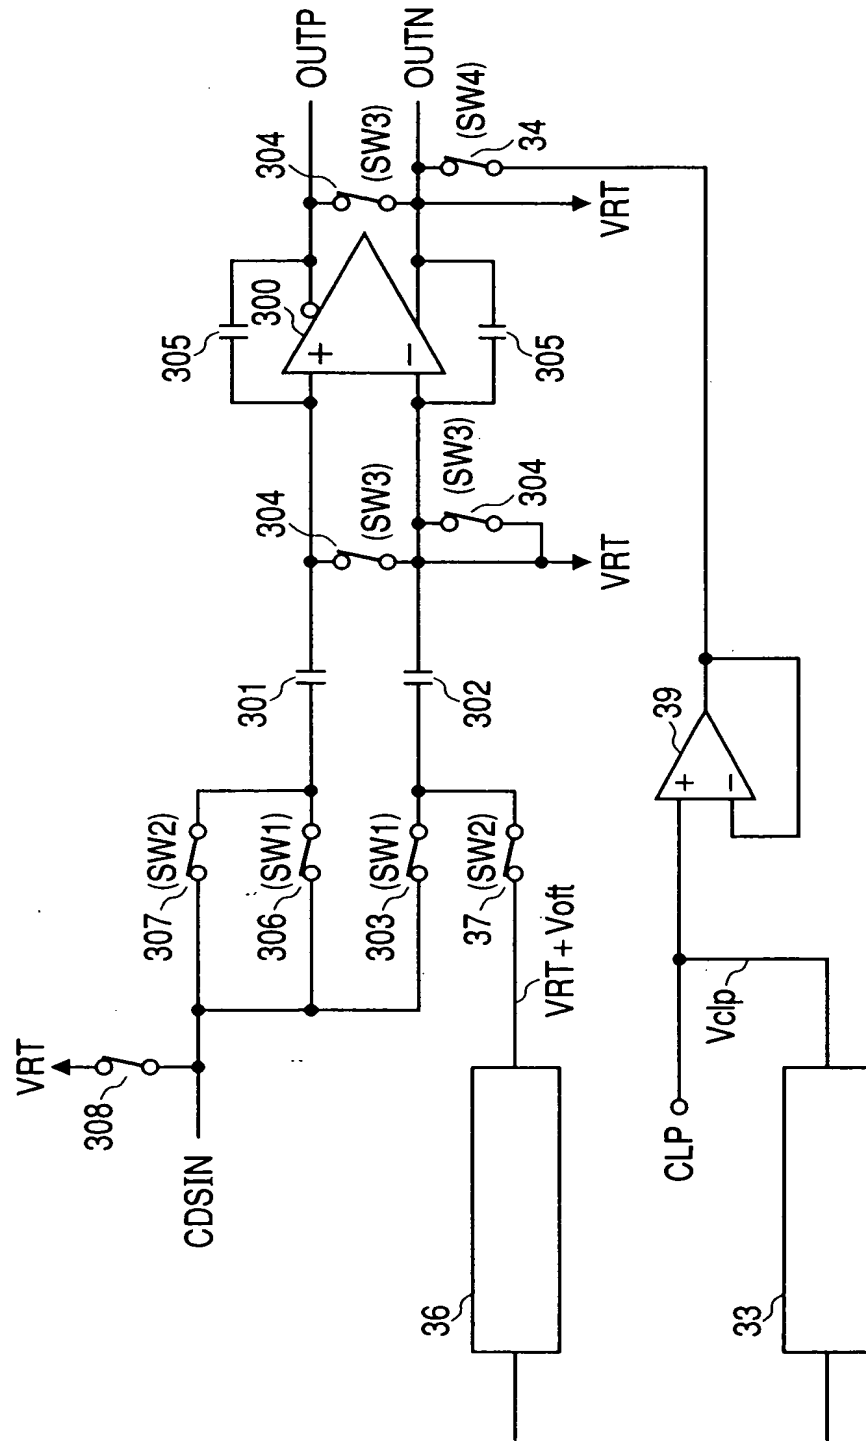 VRT
308
CDSIN
307
(SW2)
306
(SW1)
303
(SW1)
37
(SW2)
VRT + Voft
36
301
302
304
(SW3)
(SW3)
304
VRT
305
300
+
−
305
304
(SW3)
OUTP
OUTN
(SW4)
34
VRT
CLP
Vclp
33
39
+
−